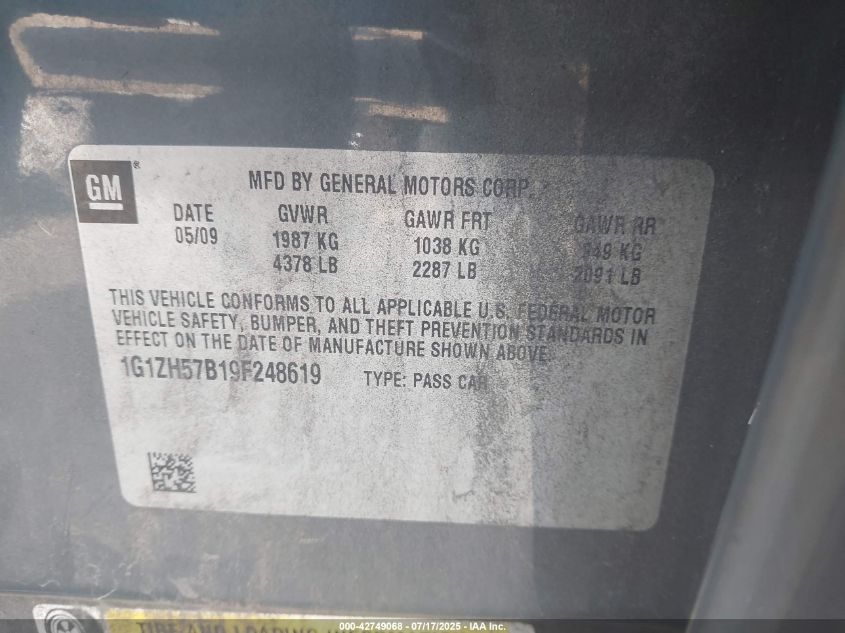 GM ®
MFD BY GENERAL MOTORS CORP.
DATE GVWR GAWR FRT GAWR RR
05/09 1987 KG 1038 KG 949 KG
4378 LB 2287 LB 2091 LB
THIS VEHICLE CONFORMS TO ALL APPLICABLE U.S. FEDERAL MOTOR
VEHICLE SAFETY, BUMPER, AND THEFT PREVENTION STANDARDS IN
EFFECT ON THE DATE OF MANUFACTURE SHOWN ABOVE.
1G1ZH57B19F248619 TYPE: PASS CAR
TIRE AND LOADING
000-42749068 - 07/17/2025 - IAA Inc.